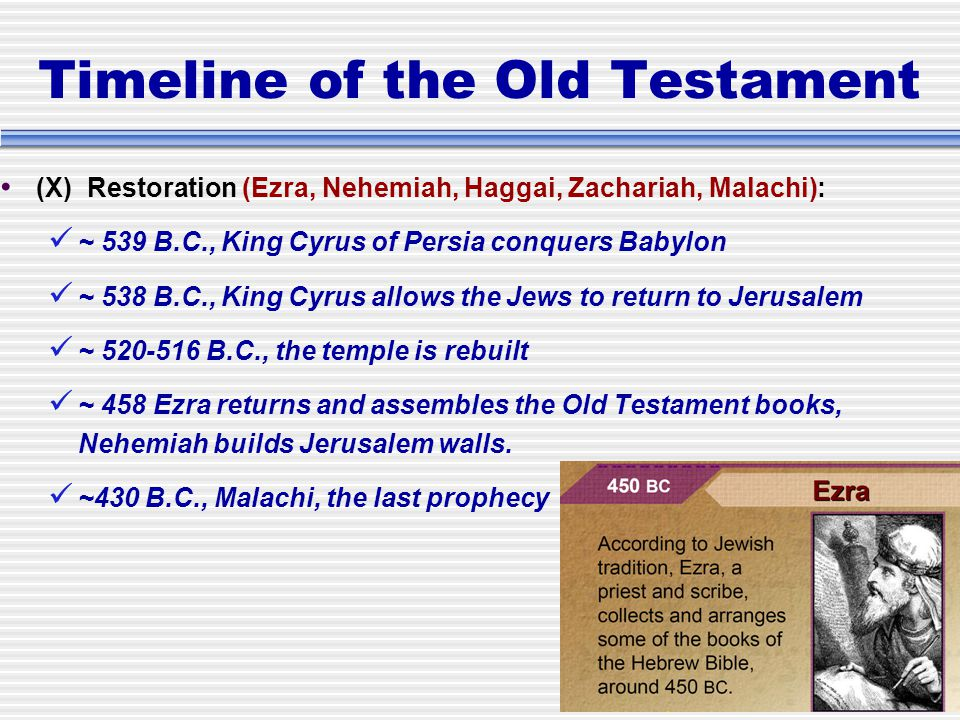 Timeline of the Old Testament
• (X) Restoration (Ezra, Nehemiah, Haggai, Zachariah, Malachi):
✓ ~ 539 B.C., King Cyrus of Persia conquers Babylon
✓ ~ 538 B.C., King Cyrus allows the Jews to return to Jerusalem
✓ ~ 520-516 B.C., the temple is rebuilt
✓ ~ 458 Ezra returns and assembles the Old Testament books,
Nehemiah builds Jerusalem walls.
✓ ~430 B.C., Malachi, the last prophecy
450 BC
Ezra
According to Jewish
tradition, Ezra, a
priest and scribe,
collects and arranges
some of the books of
the Hebrew Bible,
around 450 BC.